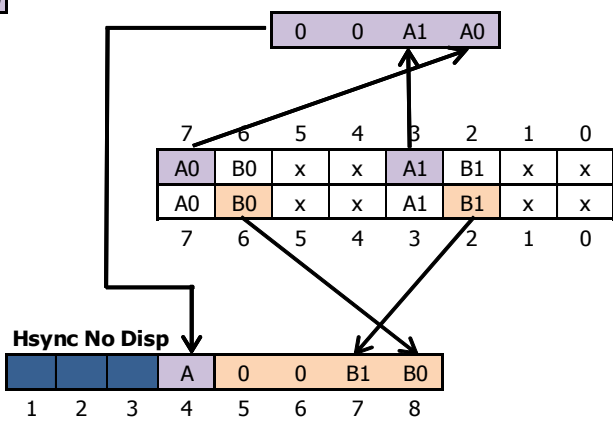 0 0 A1 A0
7 6 5 4 3 2 1 0
A0 B0 x x A1 B1 x x
A0 B0 x x A1 B1 x x
7 6 5 4 3 2 1 0
Hsync No Disp
A 0 0 B1 B0
1 2 3 4 5 6 7 8